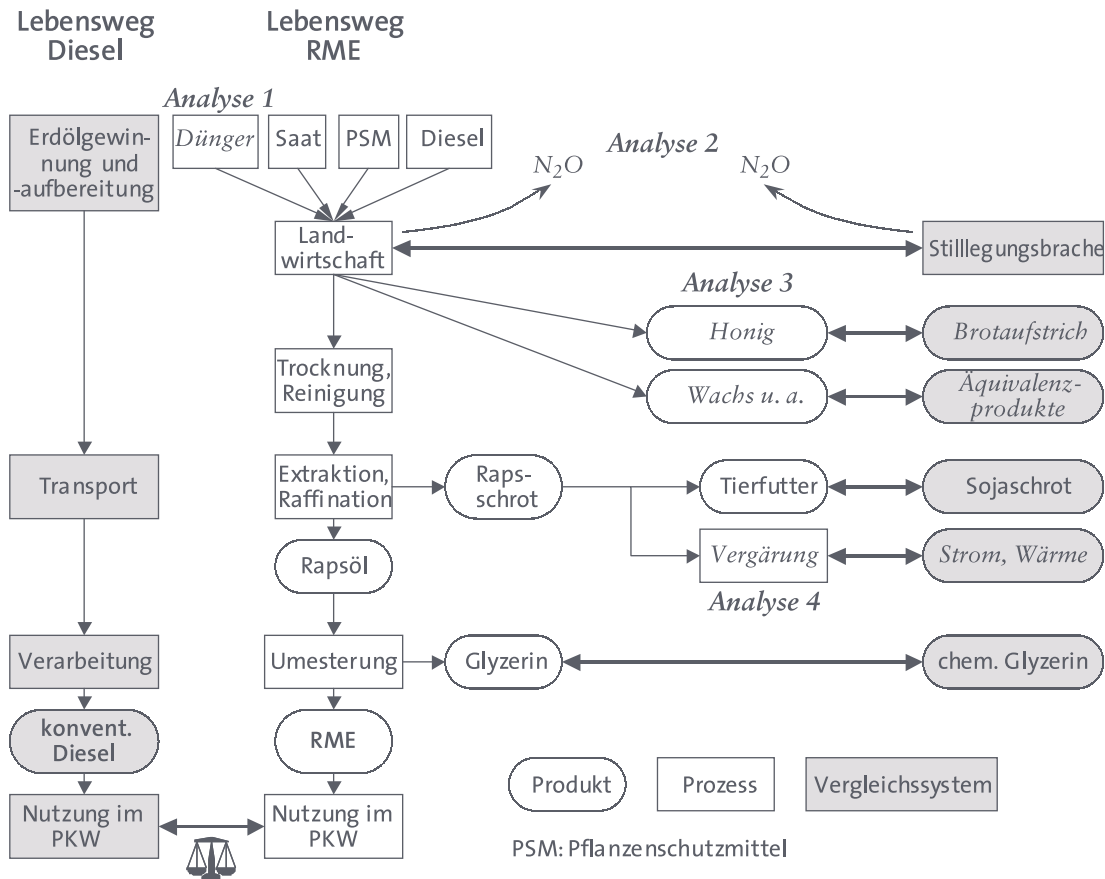 Lebensweg
Diesel
Lebensweg
RME
Analyse 1
Erdölgewin-
nung und
-aufbereitung
Dünger
Saat
PSM
Diesel
Analyse 2
N2O
N2O
Land-
wirtschaft
Stilllegungsbrache
Analyse 3
Honig
Brotaufstrich
Trocknung,
Reinigung
Wachs u. a.
Äquivalenz-
produkte
Transport
Extraktion,
Raffination
Raps-
schrot
Tierfutter
Sojaschrot
Rapsöl
Vergärung
Strom, Wärme
Analyse 4
Verarbeitung
Umesterung
Glyzerin
chem. Glyzerin
konvent.
Diesel
RME
Produkt
Prozess
Vergleichssystem
Nutzung im
PKW
Nutzung im
PKW
PSM: Pflanzenschutzmittel